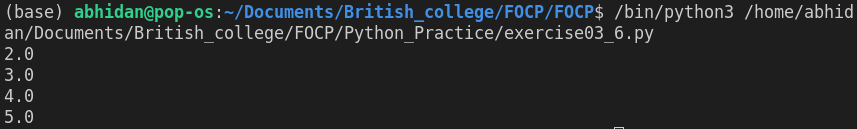 (base) abhidan@pop-os:~/Documents/British_college/FOCP/FOCP$ /bin/python3 /home/abhid
an/Documents/British_college/FOCP/Python_Practice/exercise03_6.py
2.0
3.0
4.0
5.0